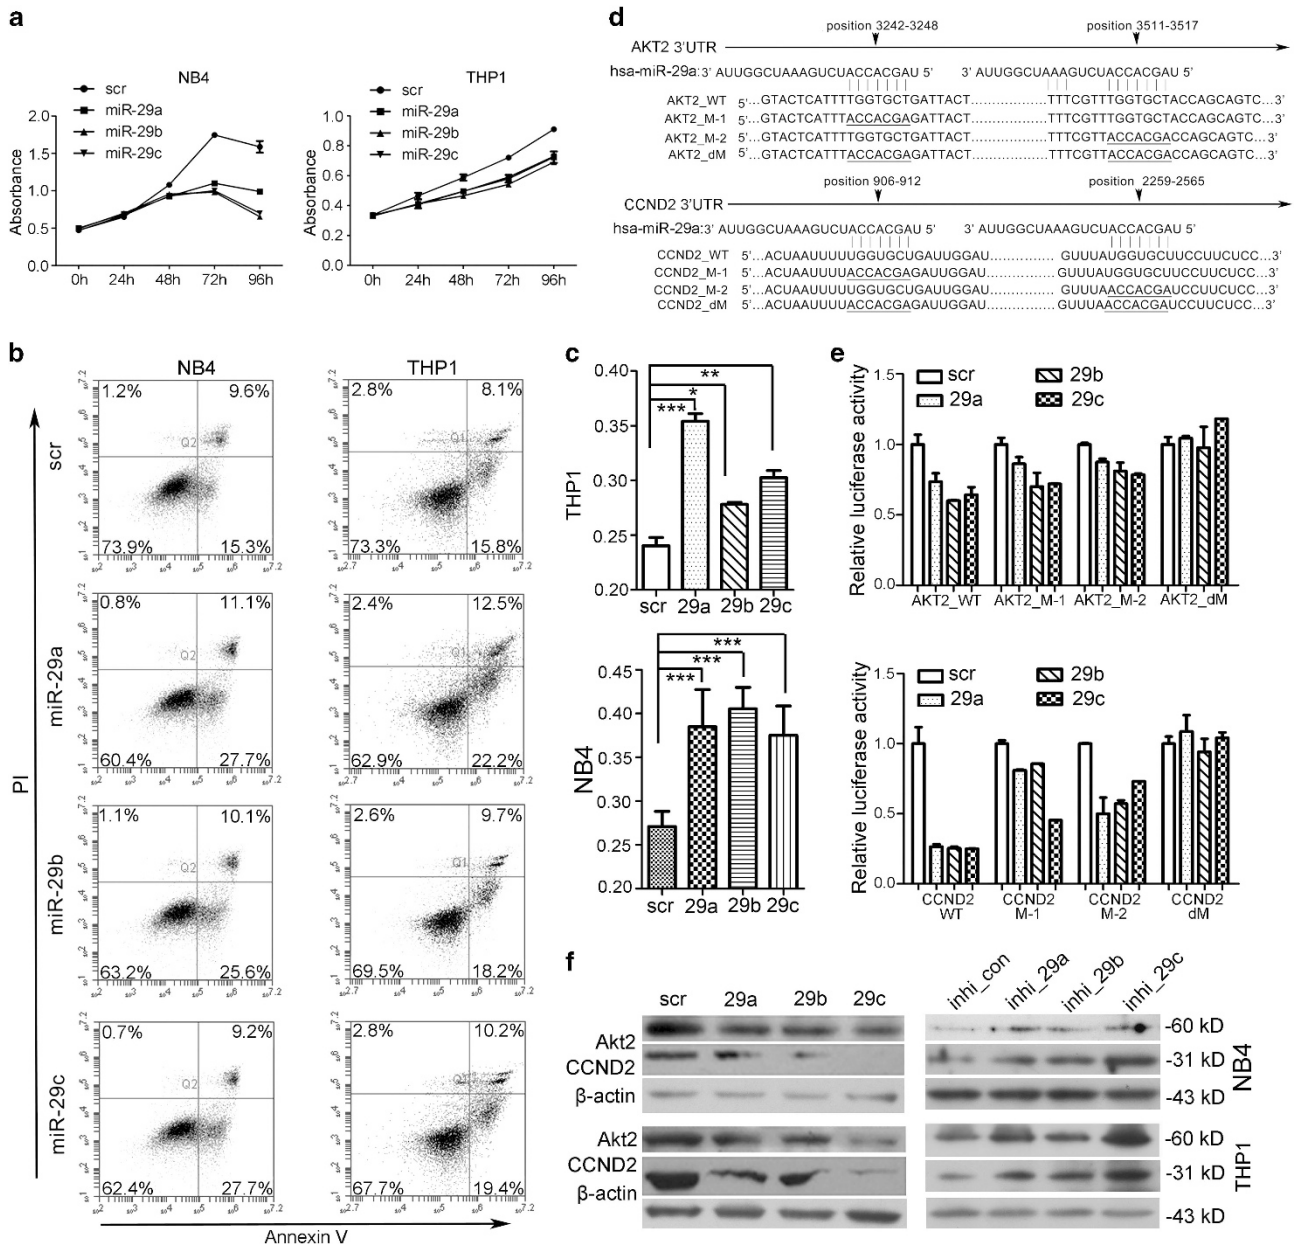 a
NB4
scr
miR-29a
miR-29b
miR-29c
Absorbance
2.0
1.5
1.0
0.5
0.0
0h 24h 48h 72h 96h
THP1
scr
miR-29a
miR-29b
miR-29c
Absorbance
1.0
0.8
0.6
0.4
0.2
0.0
0h 24h 48h 72h 96h
d
position 3242-3248 position 3511-3517
AKT2 3'UTR
hsa-miR-29a:3' AUUGGCUAAAGUCUACCACGAU 5' 3' AUUGGCUAAAGUCUACCACGAU 5'
AKT2_WT 5'...GTACTCATTTTGGTGCTGATTACT..................TTTCGTTTGGTGCTACCAGCAGTC...3'
AKT2_M-1 5'...GTACTCATTTACCACGAGATTACT..................TTTCGTTTGGTGCTACCAGCAGTC...3'
AKT2_M-2 5'...GTACTCATTTTGGTGCTGATTACT..................TTTCGTTACCACGACCAGCAGTC...3'
AKT2_dM 5'...GTACTCATTTACCACGAGATTACT..................TTTCGTTACCACGACCAGCAGTC...3'
position 906-912 position 2259-2565
CCND2 3'UTR
hsa-miR-29a:3' AUUGGCUAAAGUCUACCACGAU 5' 3' AUUGGCUAAAGUCUACCACGAU 5'
CCND2_WT 5'...ACUAAUUUUUGGUGCUGAUUGGAU ............... GUUUAUGGUGCUUCCUUCUCC...3'
CCND2_M-1 5'...ACUAAUUUUACCACGAGAUUGGAU............... GUUUAUGGUGCUUCCUUCUCC...3'
CCND2_M-2 5'...ACUAAUUUUUGGUGCUGAUUGGAU............... GUUUAACCACGAUCCUUCUCC...3'
CCND2_dM 5'...ACUAAUUUUACCACGAGAUUGGAU............... GUUUAACCACGAUCCUUCUCC...3'
b
NB4 THP1
scr
1.2% 9.6%
Q2
73.9% 15.3%
2.8% 8.1%
Q1
73.3% 15.8%
miR-29a
0.8% 11.1%
Q2
60.4% 27.7%
2.4% 12.5%
Q1
62.9% 22.2%
miR-29b
1.1% 10.1%
Q2
63.2% 25.6%
2.6% 9.7%
Q1
69.5% 18.2%
miR-29c
0.7% 9.2%
Q2
62.4% 27.7%
2.8% 10.2%
67.7% 19.4%
PI
Annexin V
c
THP1
0.40
0.35
0.30
0.25
0.20
**
*
***
scr 29a 29b 29c
NB4
0.45
0.40
0.35
0.30
0.25
0.20
***
***
***
scr 29a 29b 29c
e
Relative luciferase activity
1.5
1.0
0.5
0.0
scr 29b
29a 29c
AKT2_WT AKT2_M-1 AKT2_M-2 AKT2_dM
Relative luciferase activity
1.5
1.0
0.5
0.0
scr 29b
29a 29c
CCND2 CCND2 CCND2 CCND2
WT M-1 M-2 dM
f
scr 29a 29b 29c
inhi_con inhi_29a inhi_29b inhi_29c
Akt2 -60 kD
CCND2 -31 kD
β-actin -43 kD
NB4
Akt2 -60 kD
CCND2 -31 kD
β-actin -43 kD
THP1